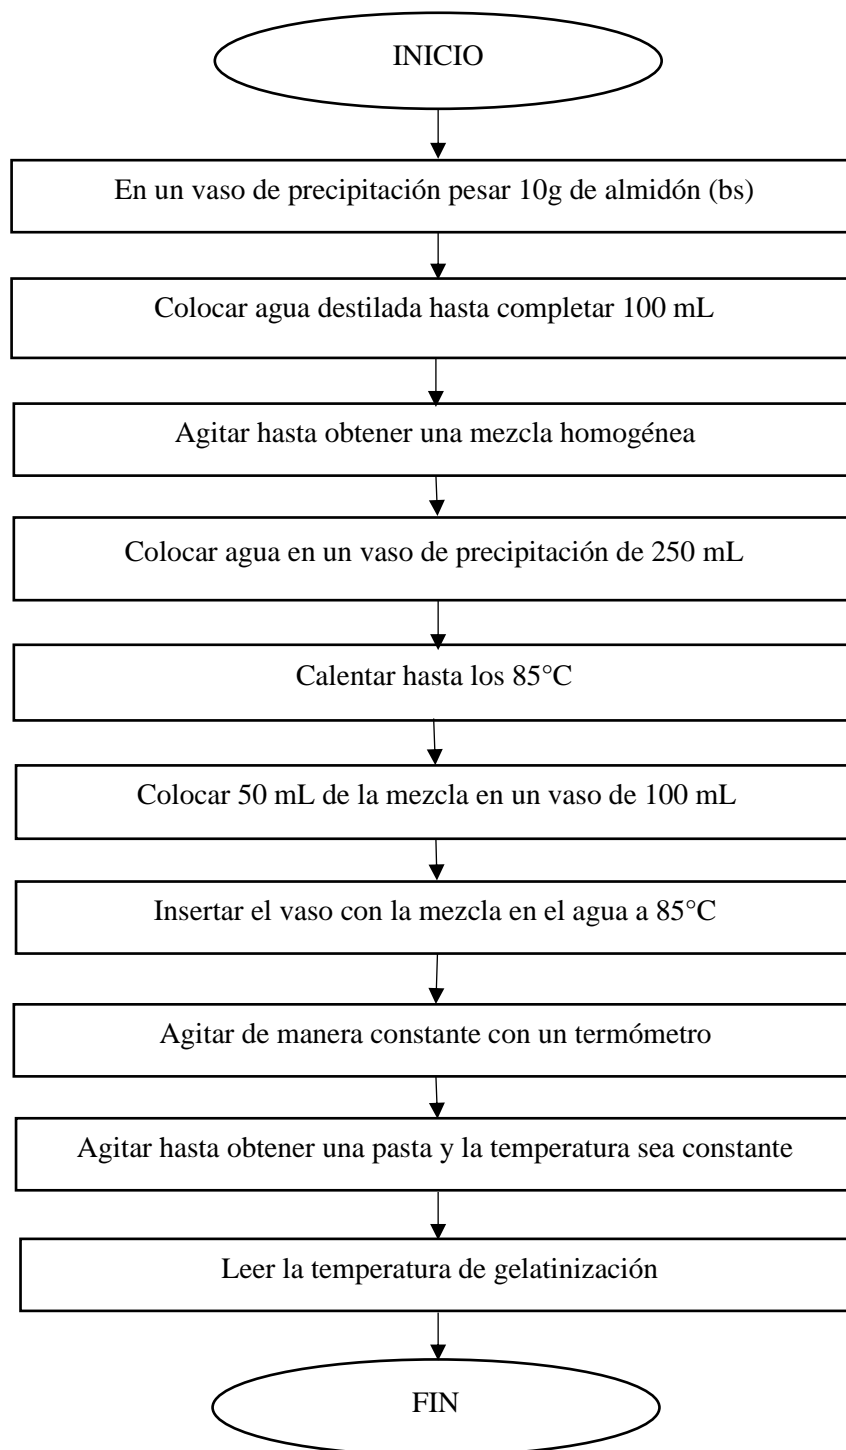 INICIO
En un vaso de precipitación pesar 10g de almidón (bs)
Colocar agua destilada hasta completar 100 mL
Agitar hasta obtener una mezcla homogénea
Colocar agua en un vaso de precipitación de 250 mL
Calentar hasta los 85°C
Colocar 50 mL de la mezcla en un vaso de 100 mL
Insertar el vaso con la mezcla en el agua a 85°C
Agitar de manera constante con un termómetro
Agitar hasta obtener una pasta y la temperatura sea constante
Leer la temperatura de gelatinización
FIN